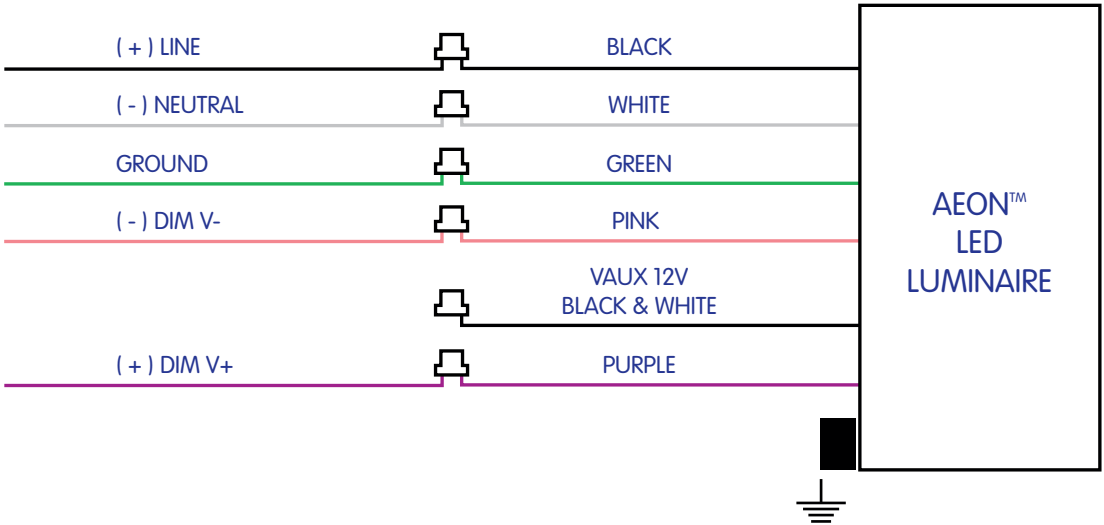 ( + ) LINE
BLACK
( - ) NEUTRAL
WHITE
GROUND
GREEN
( - ) DIM V-
PINK
VAUX 12V
BLACK & WHITE
( + ) DIM V+
PURPLE
AEON™
LED
LUMINAIRE